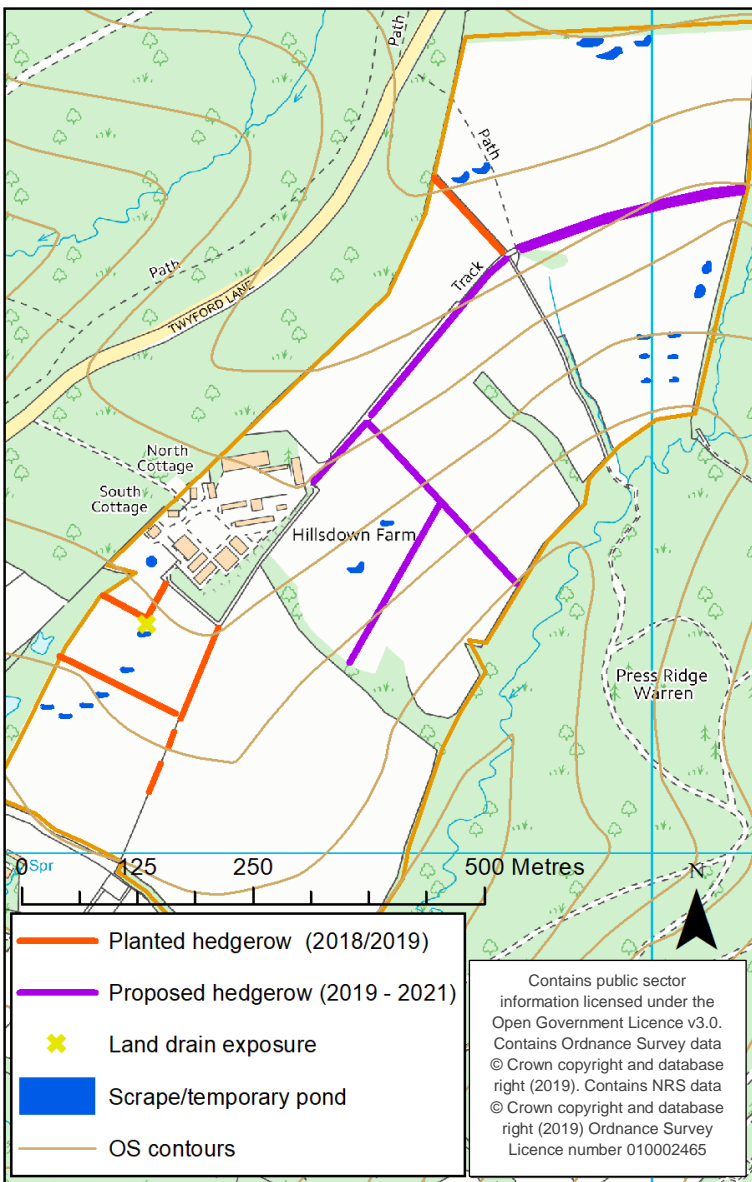 Path
Path
Path
TWYFORD LANE
Track
North
Cottage
South
Cottage
Hillsdown Farm
Press Ridge
Warren
Spr
0 125 250 500 Metres
N
Planted hedgerow (2018/2019)
Proposed hedgerow (2019 - 2021)
Land drain exposure
Scrape/temporary pond
OS contours
Contains public sector
information licensed under the
Open Government Licence v3.0.
Contains Ordnance Survey data
© Crown copyright and database
right (2019). Contains NRS data
© Crown copyright and database
right (2019) Ordnance Survey
Licence number 010002465